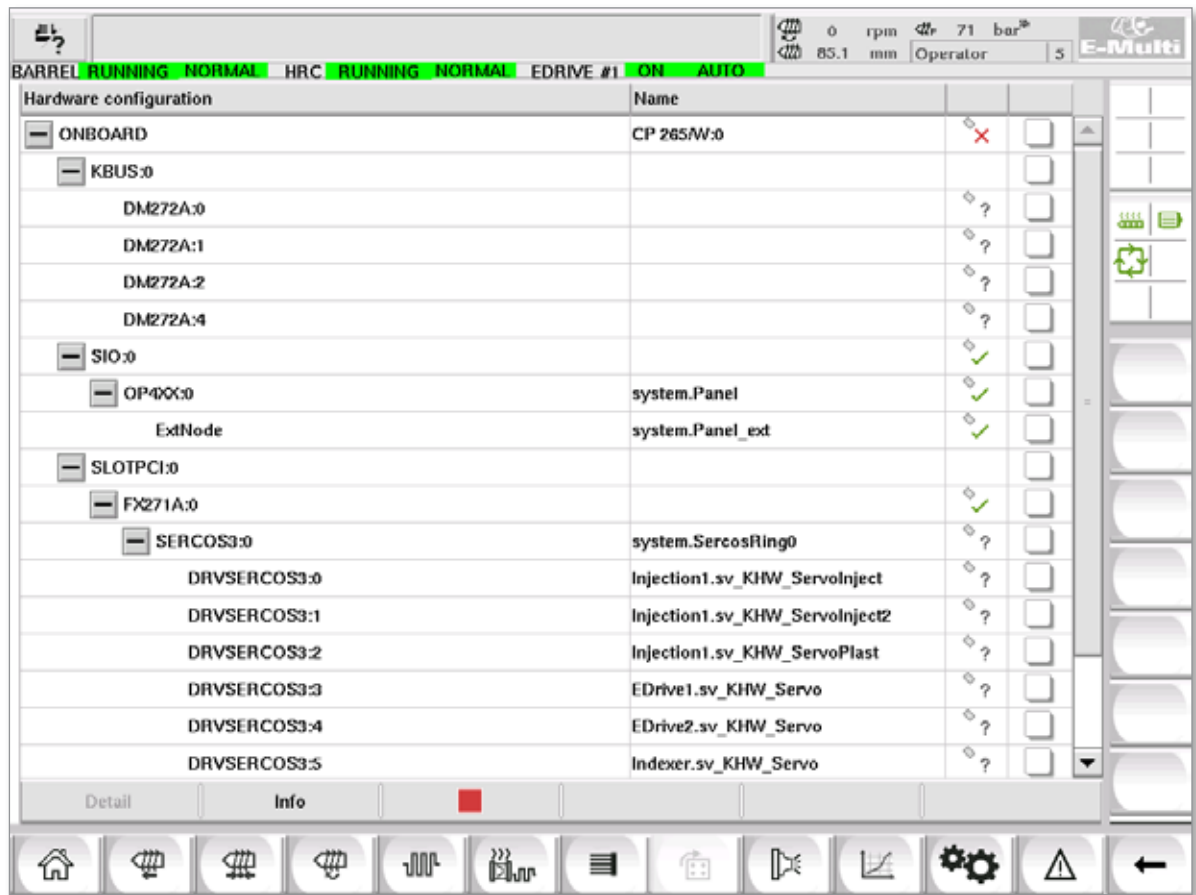 0 rpm 71 bar
E-Multi
85.1 mm Operator 5
BARREL RUNNING NORMAL HRC RUNNING NORMAL EDRIVE #1 ON AUTO
Hardware configuration Name
ONBOARD CP 265/W:0
KBUS:0
DM272A:0
DM272A:1
DM272A:2
DM272A:4
SIO:0
OP4XX:0 system.Panel
ExtNode system.Panel_ext
SLOTPCI:0
FX271A:0
SERCOS3:0 system.SercosRing0
DRVSERCOS3:0 Injection1.sv_KHW_ServoInject
DRVSERCOS3:1 Injection1.sv_KHW_ServoInject2
DRVSERCOS3:2 Injection1.sv_KHW_ServoPlast
DRVSERCOS3:3 EDrive1.sv_KHW_Servo
DRVSERCOS3:4 EDrive2.sv_KHW_Servo
DRVSERCOS3:5 Indexer.sv_KHW_Servo
Detail Info